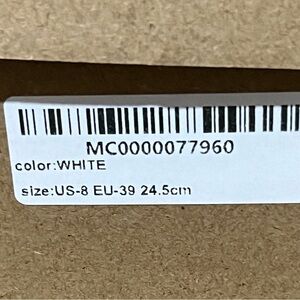 MC0000077960
color:WHITE
size:US-8 EU-39 24.5cm